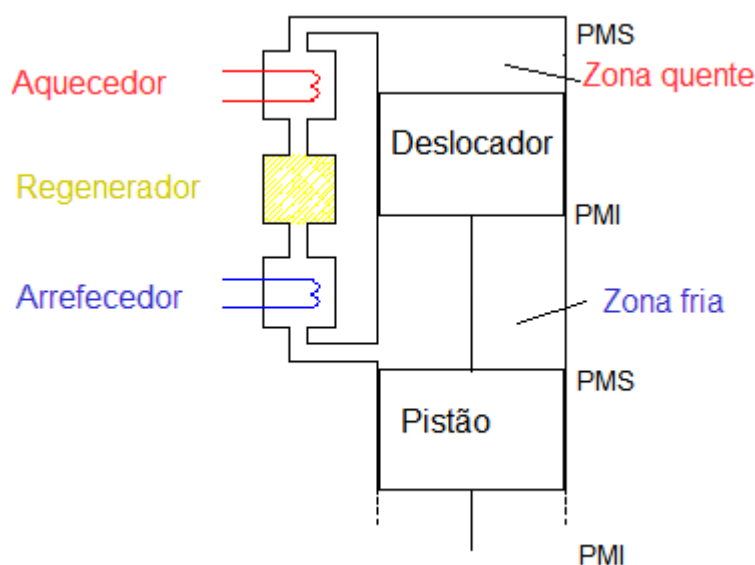 PMS
Zona quente
Aquecedor
Deslocador
Regenerador
PMI
Arrefecedor
Zona fria
PMS
Pistão
PMI